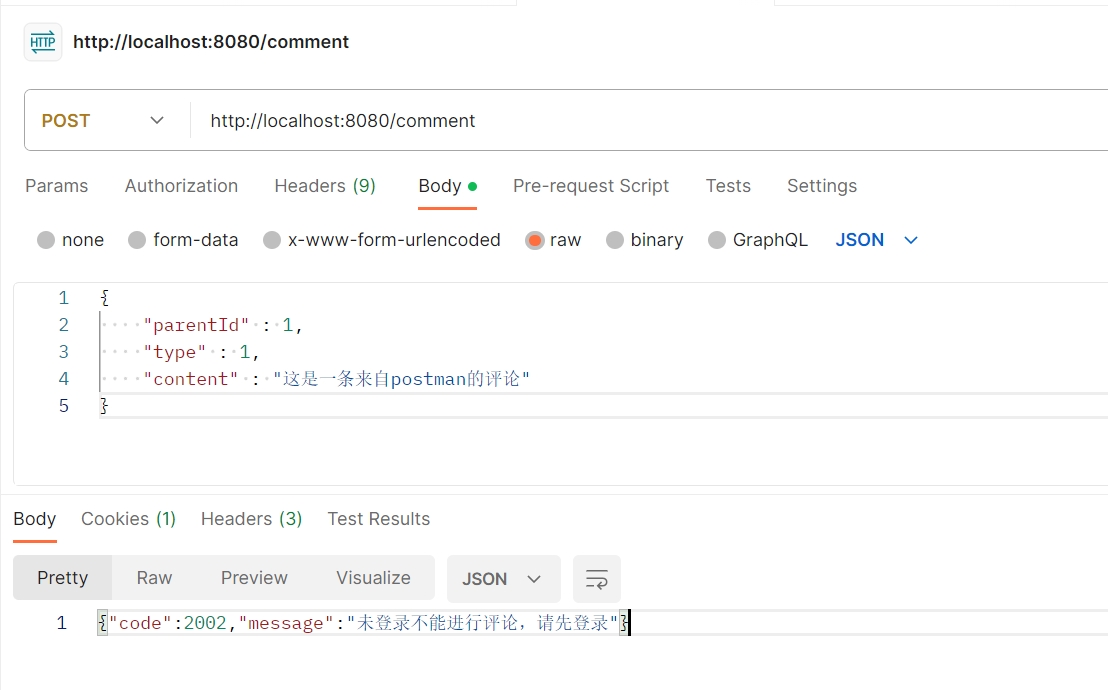 HTTP http://localhost:8080/comment
POST http://localhost:8080/comment
Params Authorization Headers (9) Body Pre-request Script Tests Settings
none form-data x-www-form-urlencoded raw binary GraphQL JSON
1 {
2 "parentId" : 1,
3 "type" : 1,
4 "content" : "这是一条来自postman的评论"
5 }
Body Cookies (1) Headers (3) Test Results
Pretty Raw Preview Visualize JSON
1 {"code":2002,"message":"未登录不能进行评论，请先登录"}